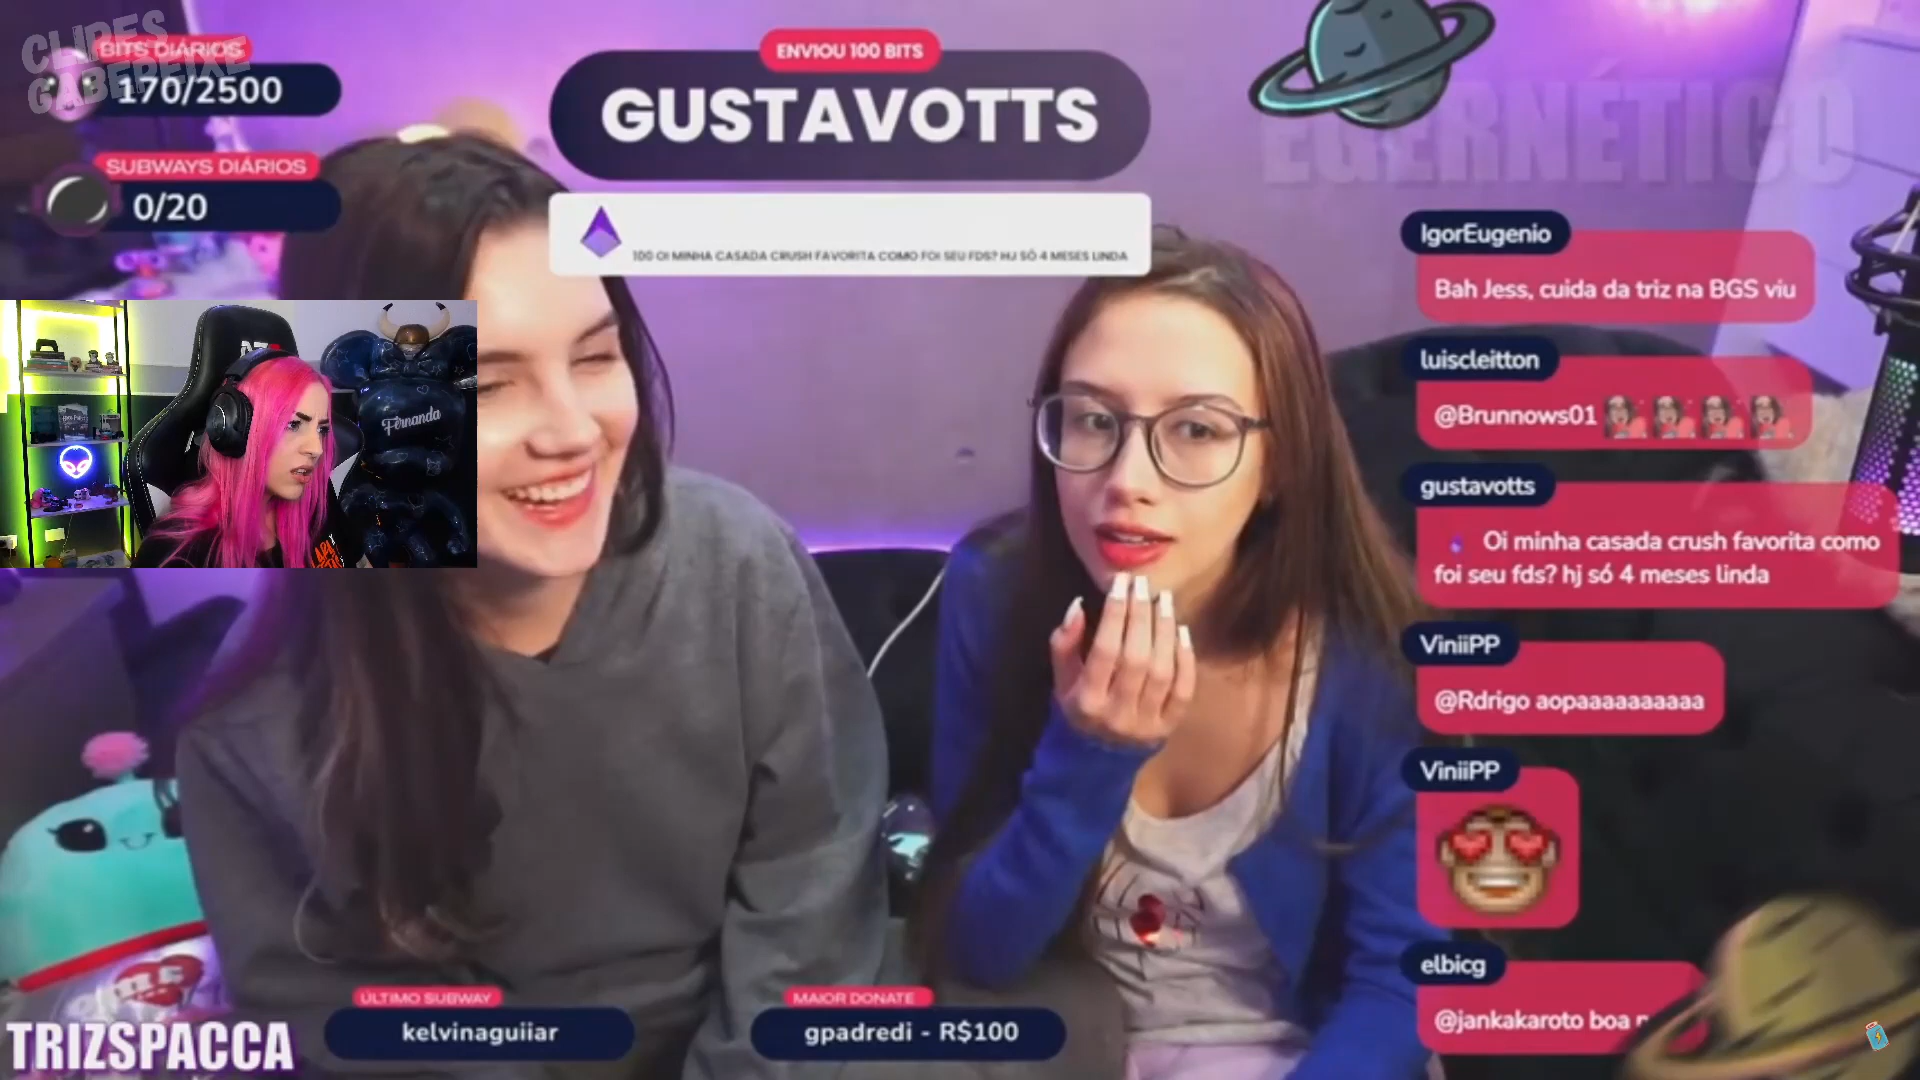 CLIPES
GABEPEIXE
BITS DIÁRIOS
170/2500
SUBWAYS DIÁRIOS
0/20
ENVIOU 100 BITS
GUSTAVOTTS
100 OI MINHA CASADA CRUSH FAVORITA COMO FOI SEU FDS? HJ SÓ 4 MESES LINDA
EGERNÉTICO
IgorEugenio
Bah Jess, cuida da triz na BGS viu
luiscleitton
@Brunnows01
gustavotts
Oi minha casada crush favorita como
foi seu fds? hj só 4 meses linda
ViniiPP
@Rdrigo aopaaaaaaaaaa
ViniiPP
elbicg
@jankakaroto boa
Fernanda
ÚLTIMO SUBWAY
kelvinaguiiar
MAIOR DONATE
gpadredi - R$100
TRIZSPACCA